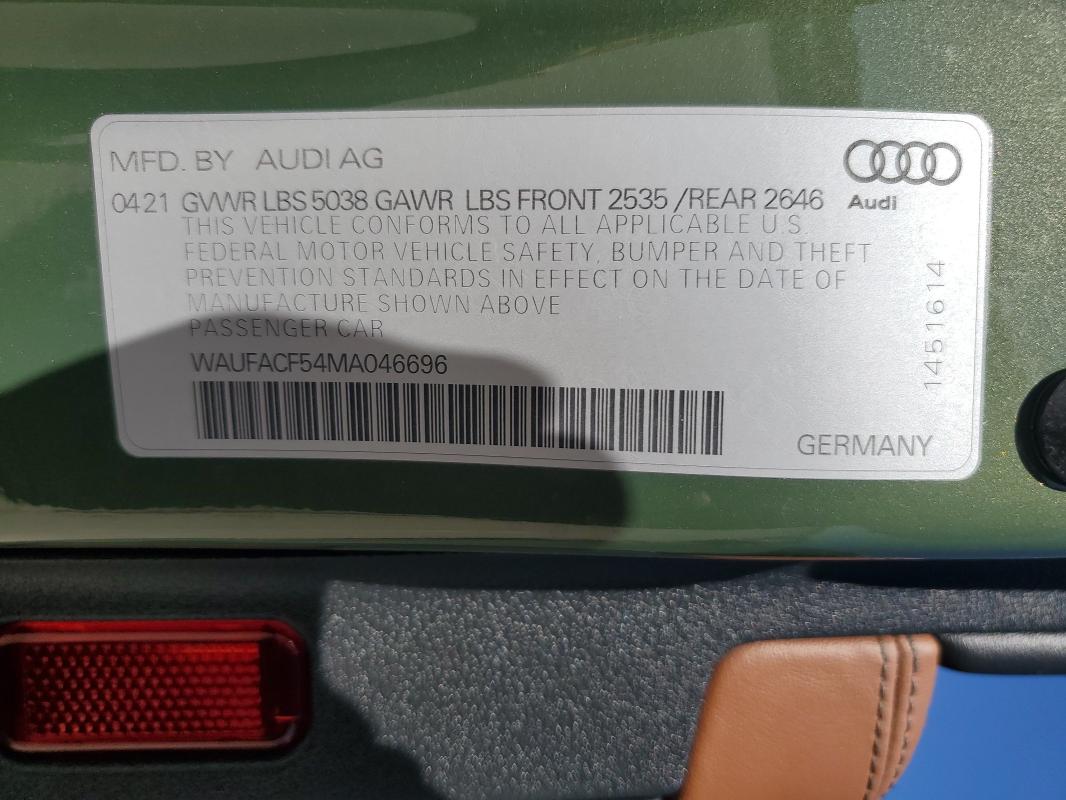 MFD. BY AUDI AG
0421 GVWR LBS 5038 GAWR LBS FRONT 2535 /REAR 2646
Audi
THIS VEHICLE CONFORMS TO ALL APPLICABLE U.S.
FEDERAL MOTOR VEHICLE SAFETY, BUMPER AND THEFT
PREVENTION STANDARDS IN EFFECT ON THE DATE OF
MANUFACTURE SHOWN ABOVE
PASSENGER CAR
WAUFACF54MA046696
1451614
GERMANY